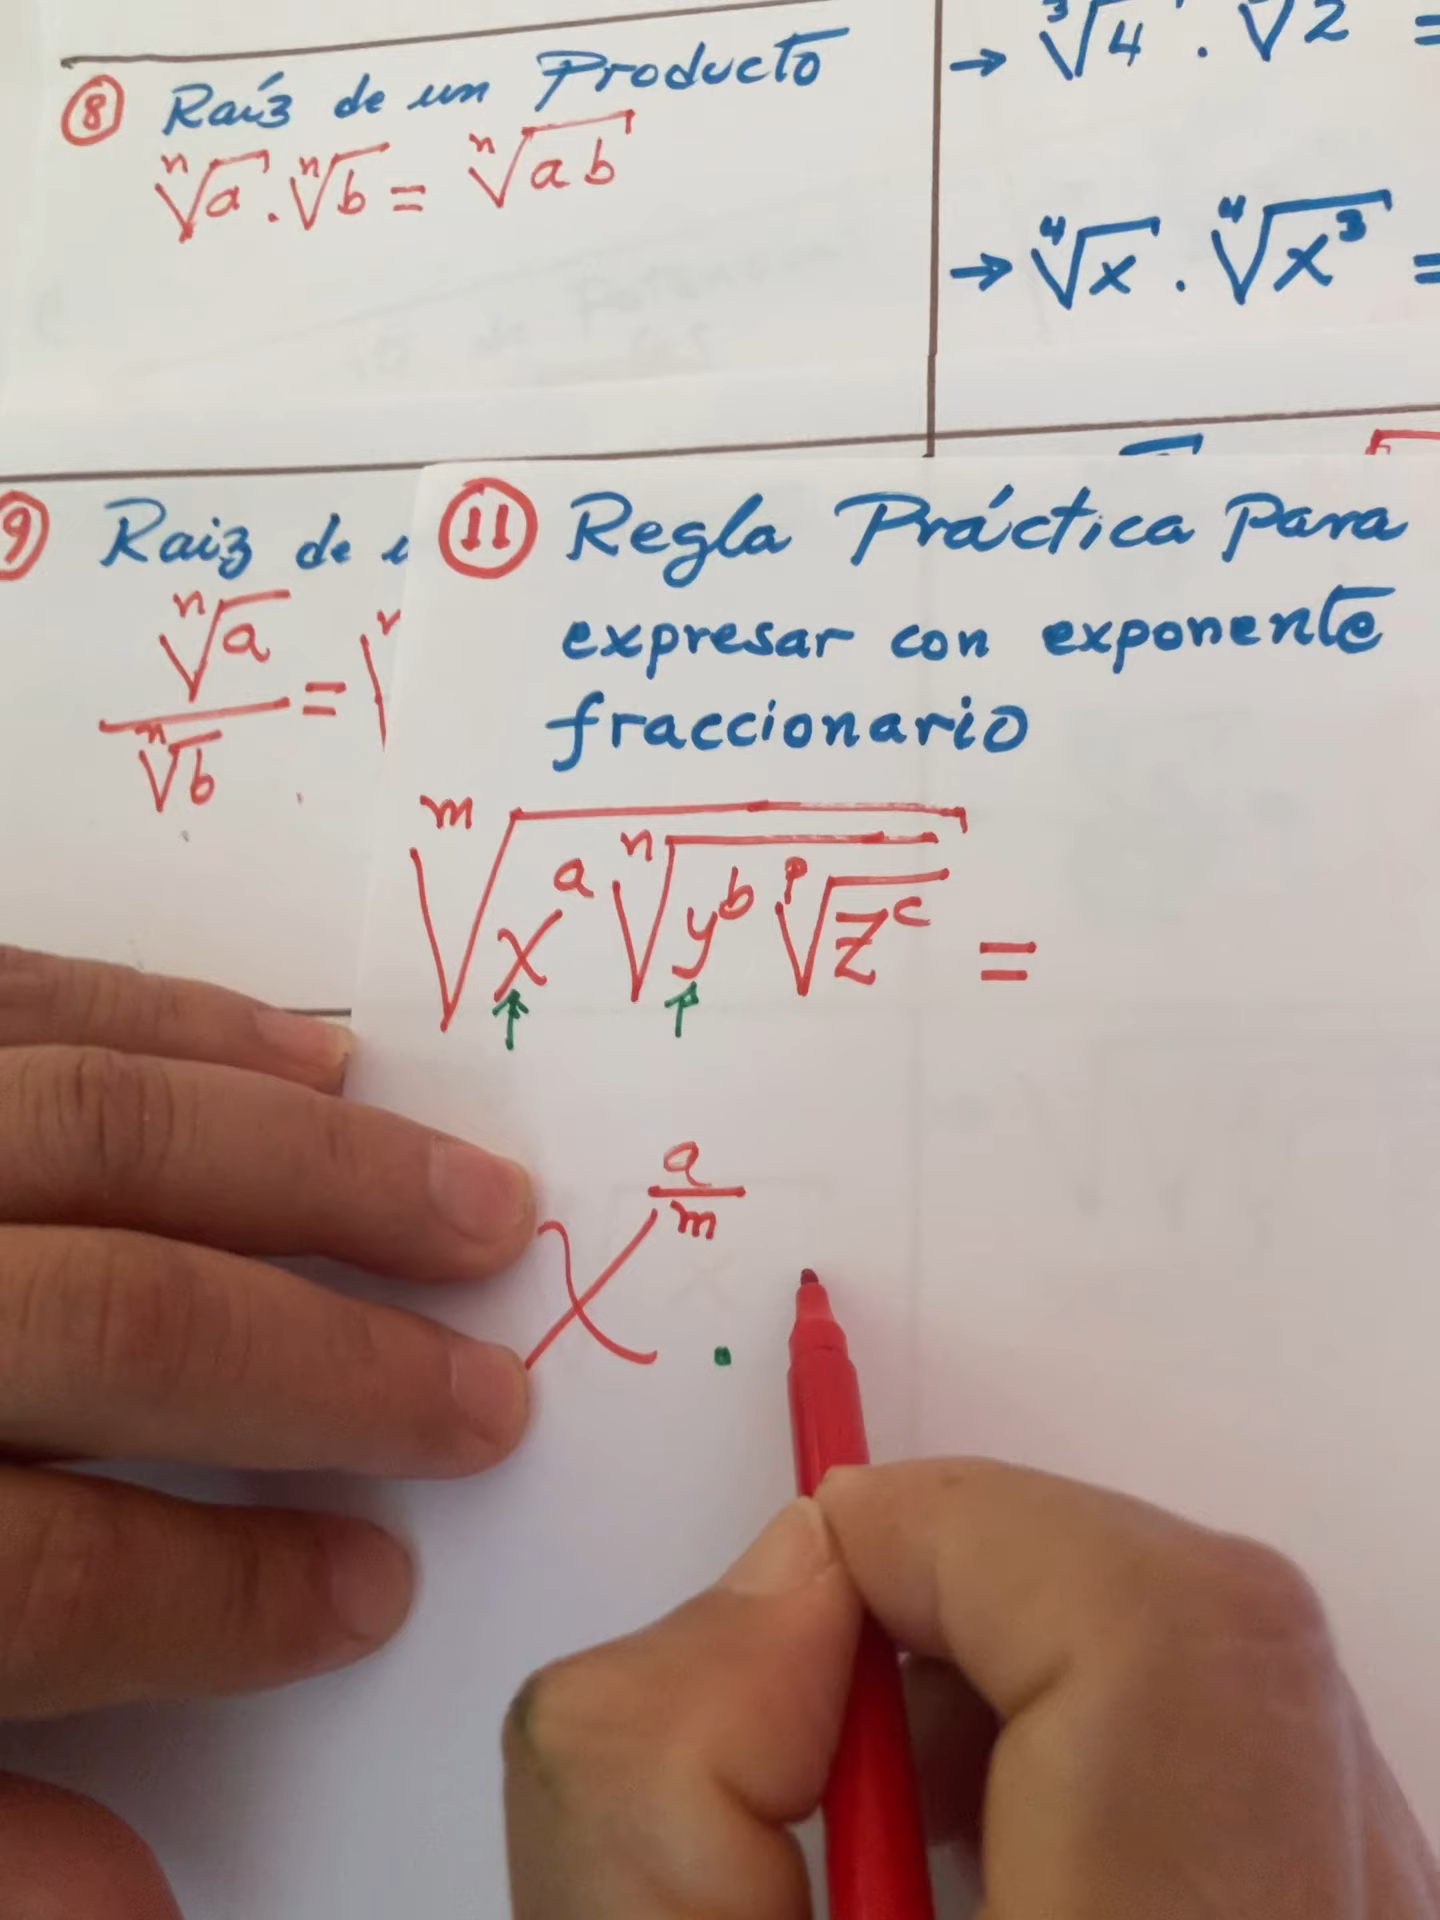 ⑧ Raíz de un Producto
ⁿ√a . ⁿ√b = ⁿ√ab
→ ³√4 . √2 =
→ ⁴√x . ⁴√x³ =
9 Raiz de
ⁿ√a / ⁿ√b =
⑪ Regla Práctica Para
expresar con exponente
fraccionario
ᵐ√(xᵃ ⁿ√(yᵇ ᵖ√(zᶜ))) =
↑ ↑
x^(a/m) .